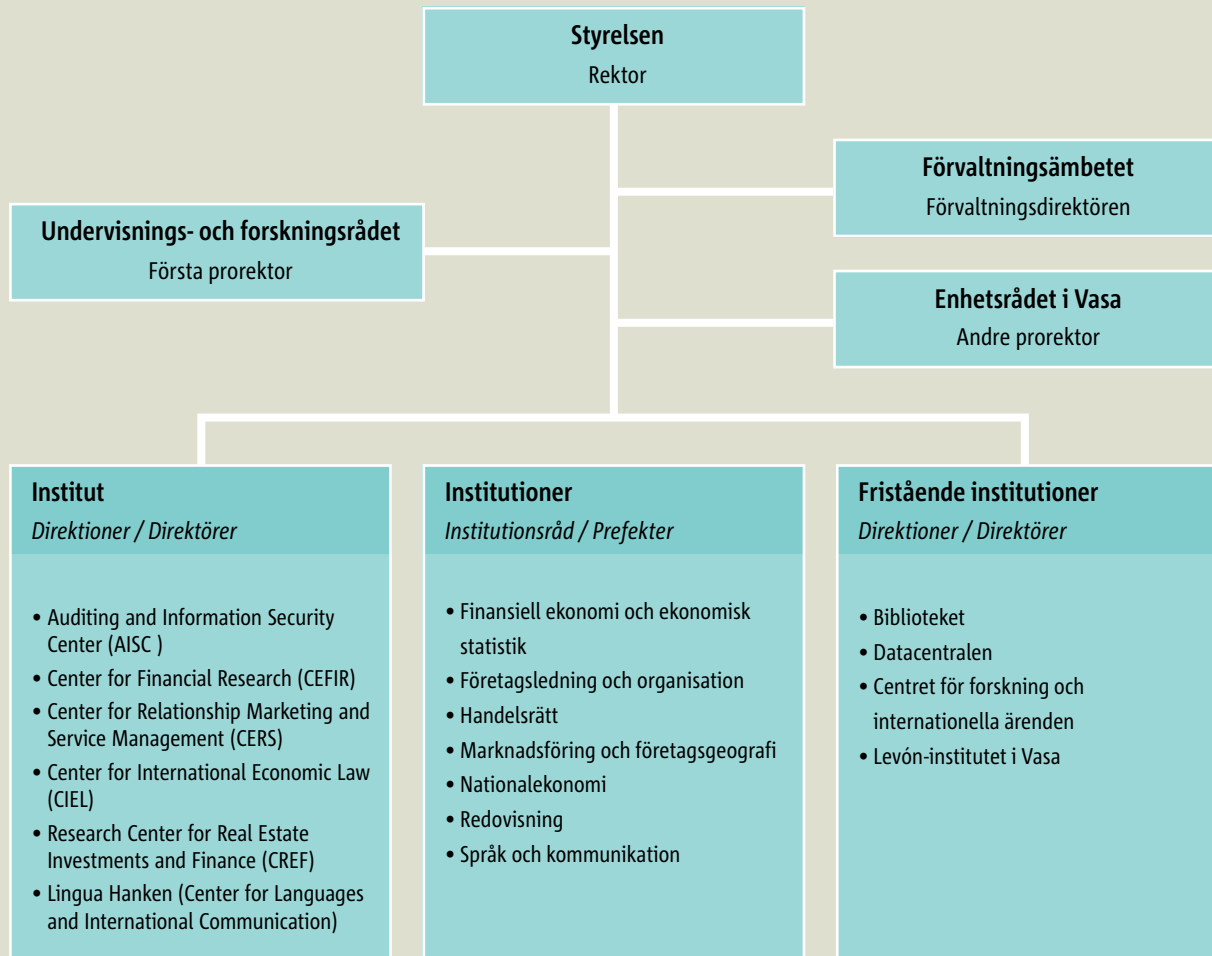 Styrelsen
Rektor
Förvaltningsämbetet
Förvaltningsdirektören
Undervisnings- och forskningsrådet
Första prorektor
Enhetsrådet i Vasa
Andre prorektor
Institut
Direktioner / Direktörer
• Auditing and Information Security
Center (AISC )
• Center for Financial Research (CEFIR)
• Center for Relationship Marketing and
Service Management (CERS)
• Center for International Economic Law
(CIEL)
• Research Center for Real Estate
Investments and Finance (CREF)
• Lingua Hanken (Center for Languages
and International Communication)
Institutioner
Institutionsråd / Prefekter
• Finansiell ekonomi och ekonomisk
statistik
• Företagsledning och organisation
• Handelsrätt
• Marknadsföring och företagsgeografi
• Nationalekonomi
• Redovisning
• Språk och kommunikation
Fristående institutioner
Direktioner / Direktörer
• Biblioteket
• Datacentralen
• Centret för forskning och
internationella ärenden
• Levón-institutet i Vasa